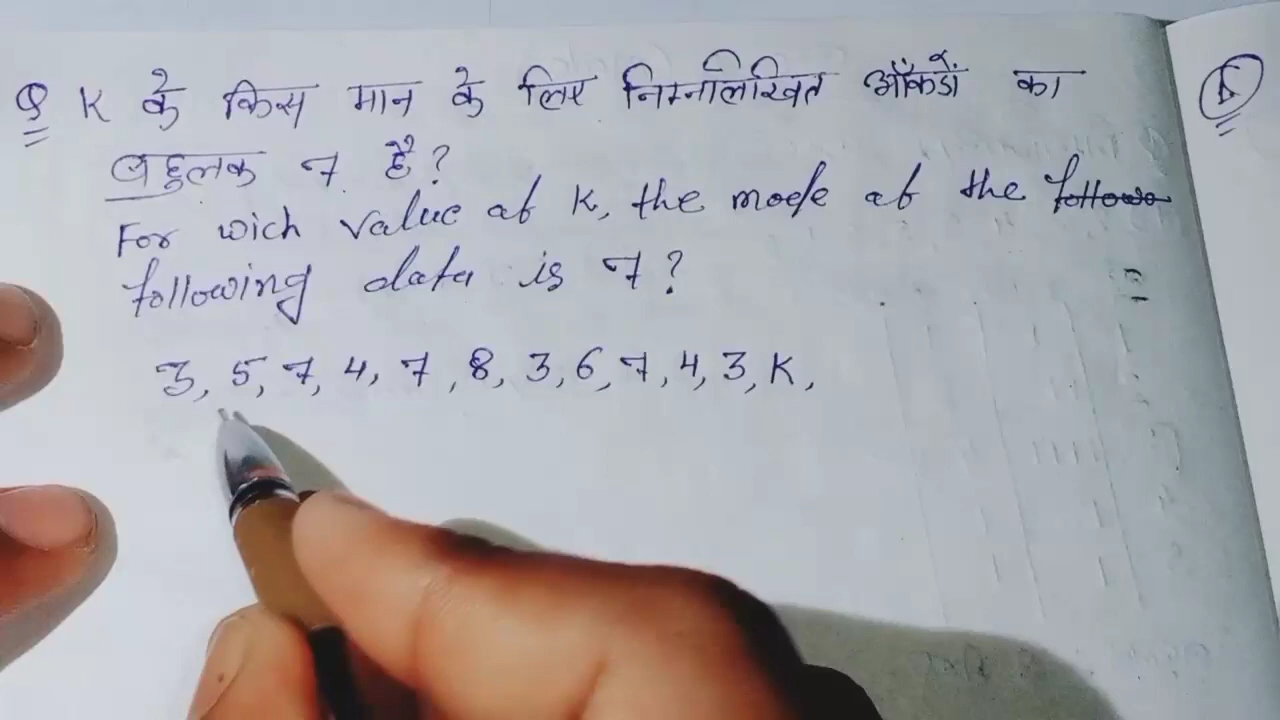 Q K के किस मान के लिए निम्नलिखित आँकडों का
बहुलक 7 है?
For wich value of K, the mode of the follow
following data is 7?
3, 5, 7, 4, 7, 8, 3, 6, 7, 4, 3, K,